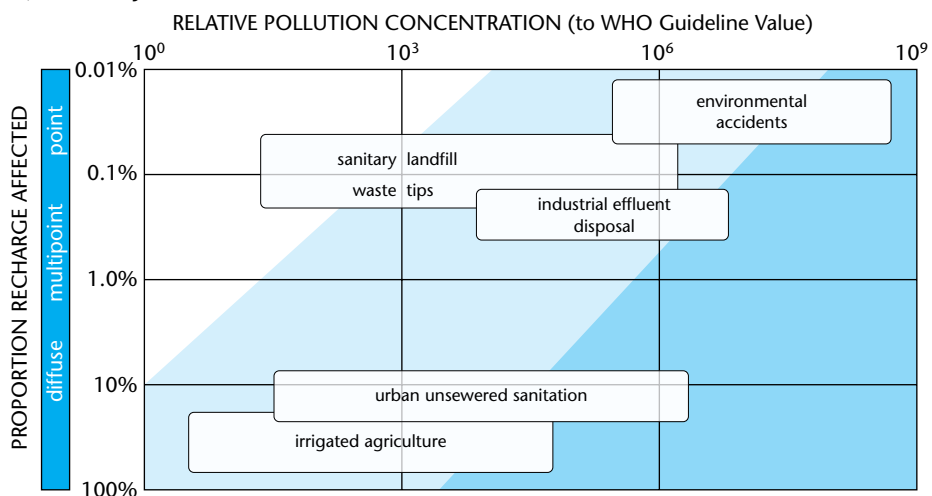 RELATIVE POLLUTION CONCENTRATION (to WHO Guideline Value)
10⁰ 10³ 10⁶ 10⁹
PROPORTION RECHARGE AFFECTED
point
multipoint
diffuse
0.01%
0.1%
1.0%
10%
100%
environmental
accidents
sanitary landfill
waste tips
industrial effluent
disposal
urban unsewered sanitation
irrigated agriculture